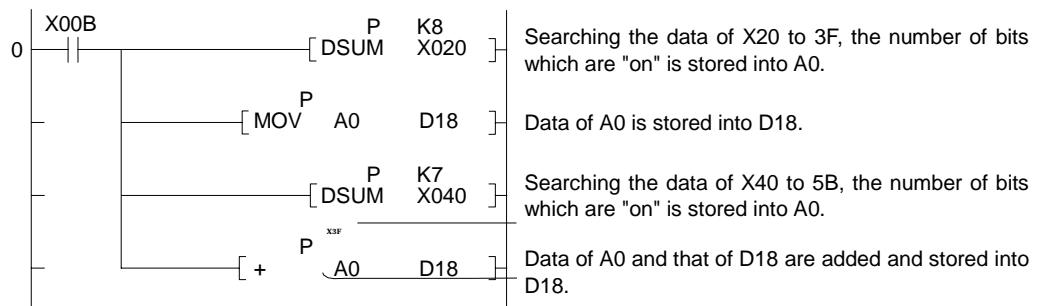 X00B
P K8
0 DSUM X020
Searching the data of X20 to 3F, the number of bits
which are "on" is stored into A0.
P
MOV A0 D18
Data of A0 is stored into D18.
P K7
DSUM X040
Searching the data of X40 to 5B, the number of bits
which are "on" is stored into A0.
X3F
P
+ A0 D18
Data of A0 and that of D18 are added and stored into
D18.